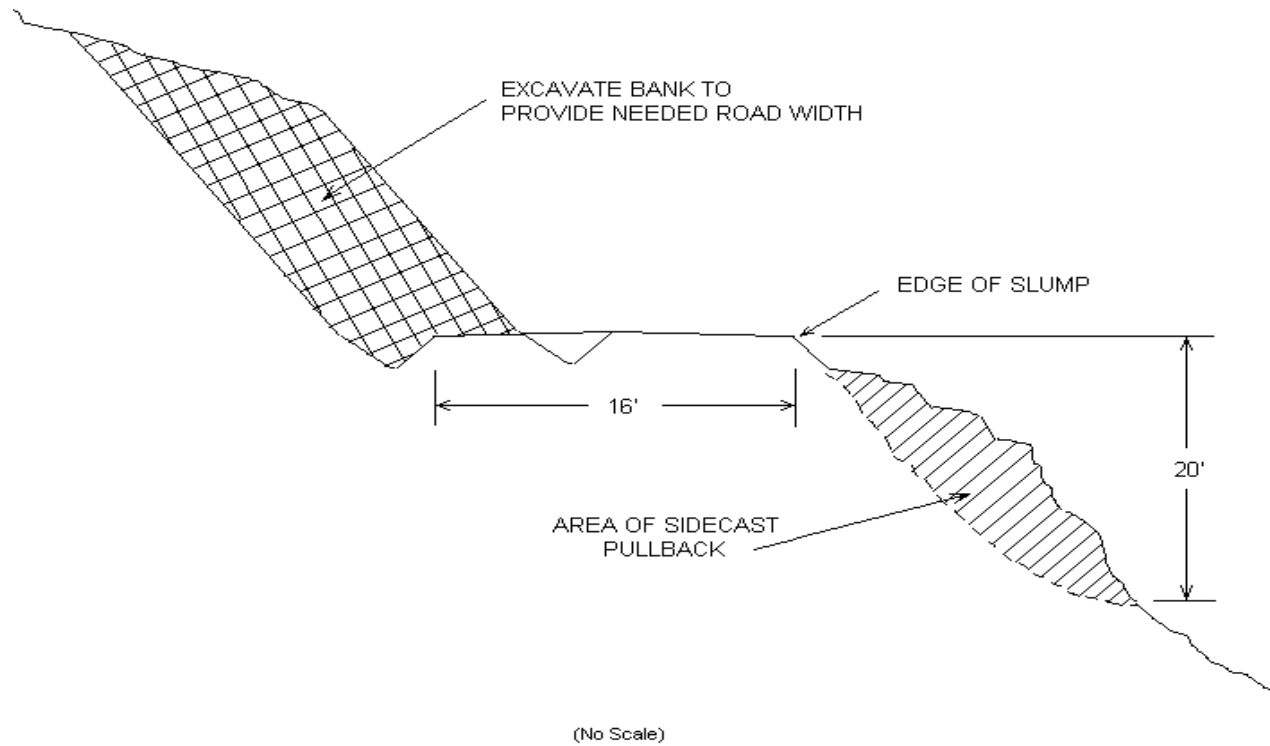 EXCAVATE BANK TO
PROVIDE NEEDED ROAD WIDTH
EDGE OF SLUMP
16'
20'
AREA OF SIDECAST
PULLBACK
(No Scale)